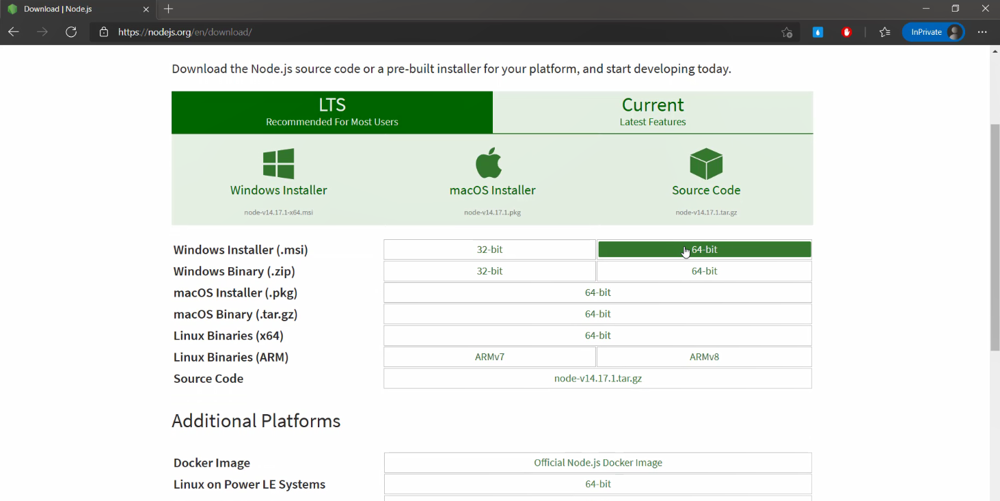 Download | Node.js
https://nodejs.org/en/download/
InPrivate
Download the Node.js source code or a pre-built installer for your platform, and start developing today.
LTS
Recommended For Most Users
Current
Latest Features
Windows Installer
node-v14.17.1-x64.msi
macOS Installer
node-v14.17.1.pkg
Source Code
node-v14.17.1.tar.gz
Windows Installer (.msi) 32-bit 64-bit
Windows Binary (.zip) 32-bit 64-bit
macOS Installer (.pkg) 64-bit
macOS Binary (.tar.gz) 64-bit
Linux Binaries (x64) 64-bit
Linux Binaries (ARM) ARMv7 ARMv8
Source Code node-v14.17.1.tar.gz
Additional Platforms
Docker Image Official Node.js Docker Image
Linux on Power LE Systems 64-bit